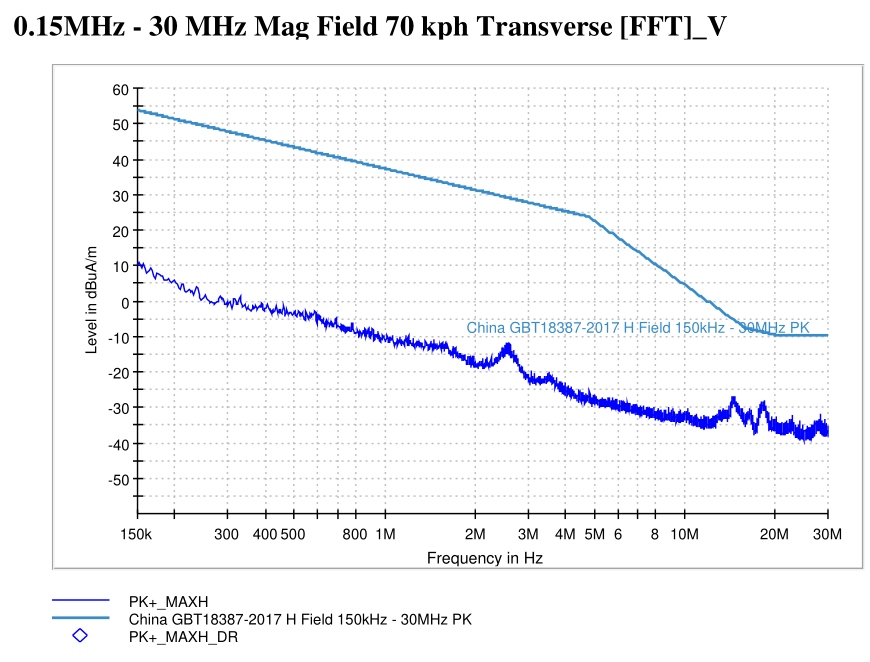 0.15MHz - 30 MHz Mag Field 70 kph Transverse [FFT]_V
60
50
40
30
20
10
0
-10
-20
-30
-40
-50
Level in dBuA/m
China GBT18387-2017 H Field 150kHz - 30MHz PK
150k 300 400 500 800 1M 2M 3M 4M 5M 6 8 10M 20M 30M
Frequency in Hz
PK+_MAXH
China GBT18387-2017 H Field 150kHz - 30MHz PK
PK+_MAXH_DR